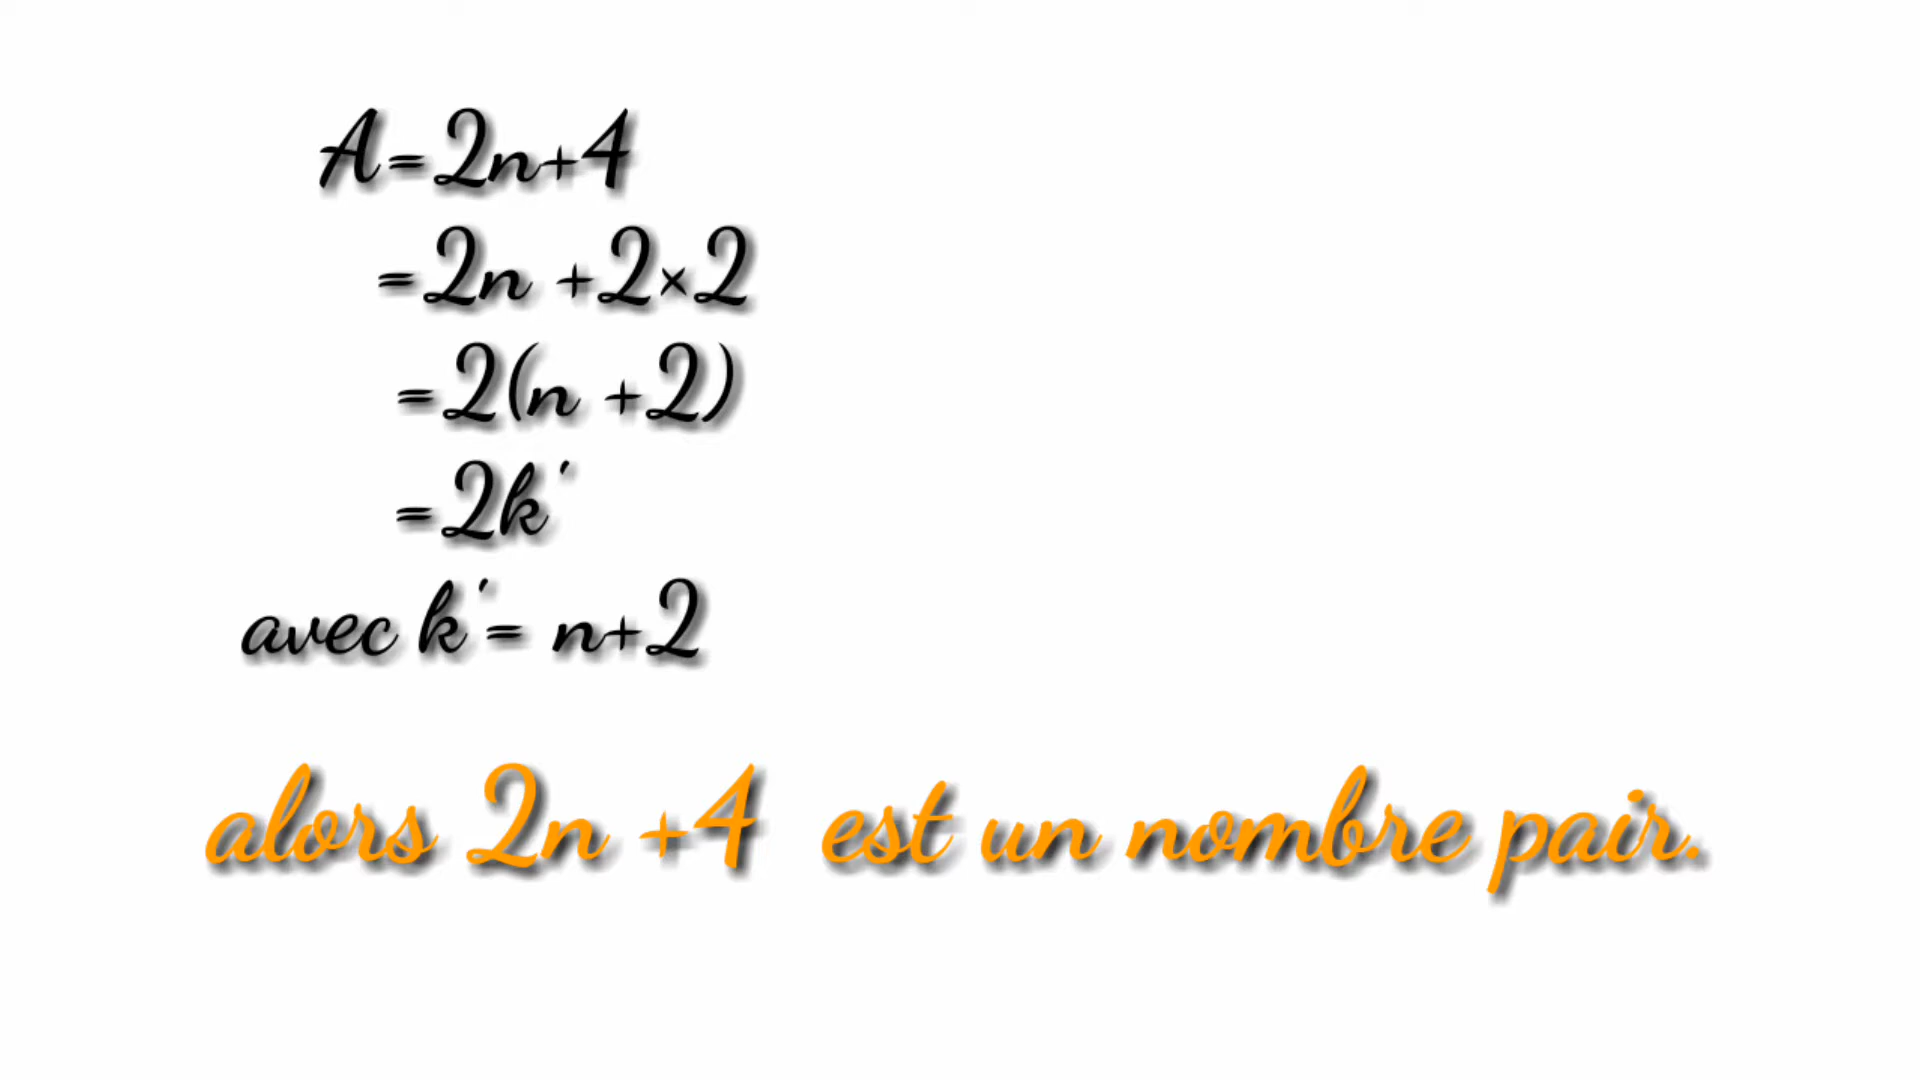 A=2n+4
=2n +2×2
=2(n +2)
=2k'
avec k'= n+2
alors 2n +4 est un nombre pair.